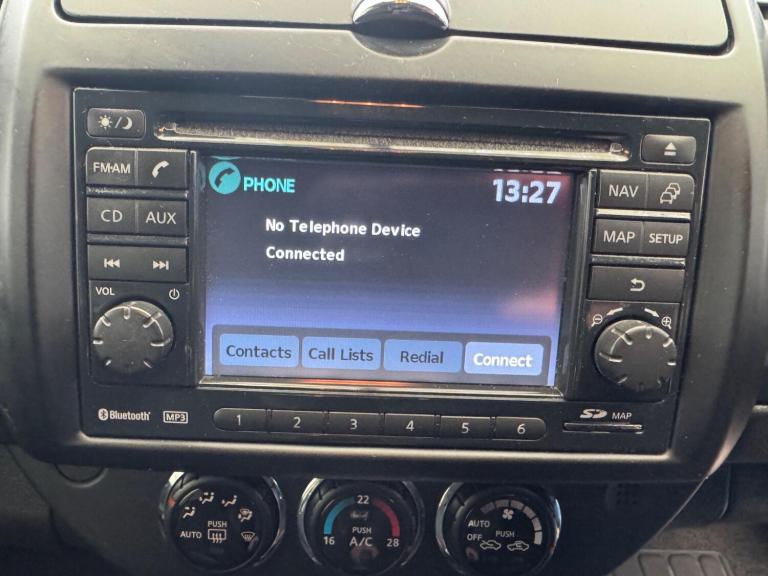 FM·AM
CD AUX
VOL
PHONE
13:27
No Telephone Device
Connected
Contacts Call Lists Redial Connect
NAV
MAP SETUP
Bluetooth MP3
1 2 3 4 5 6
SD MAP
PUSH
AUTO
22
PUSH
A/C
16 28
AUTO
OFF
PUSH